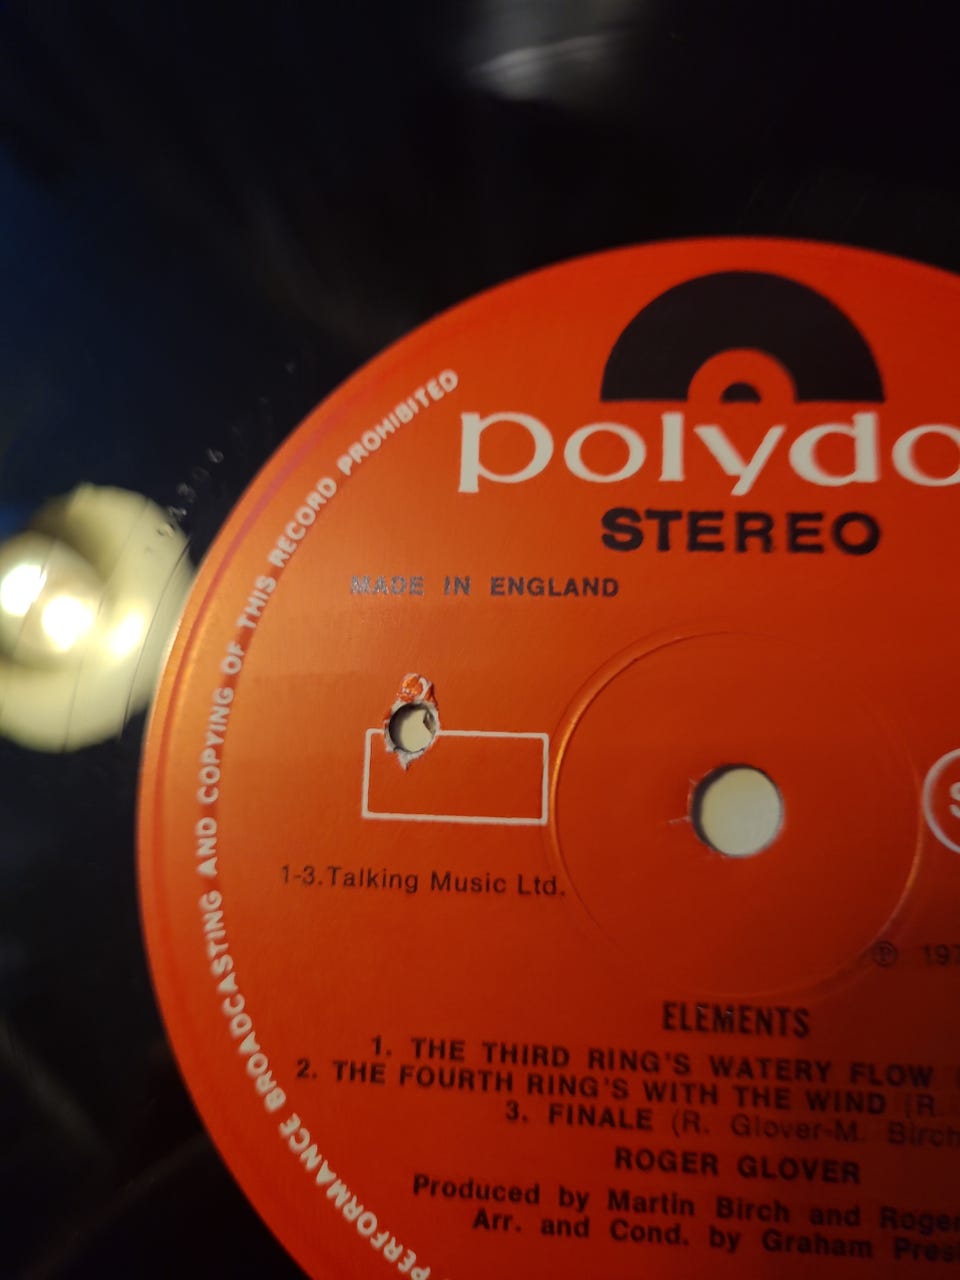 polydo
STEREO
MADE IN ENGLAND
1-3.Talking Music Ltd.
℗ 197
ELEMENTS
1. THE THIRD RING'S WATERY FLOW
2. THE FOURTH RING'S WITH THE WIND (R.
3. FINALE (R. Glover-M. Birch
ROGER GLOVER
Produced by Martin Birch and Roger
Arr. and Cond. by Graham Pres
PERFORMANCE BROADCASTING AND COPYING OF THIS RECORD PROHIBITED
S